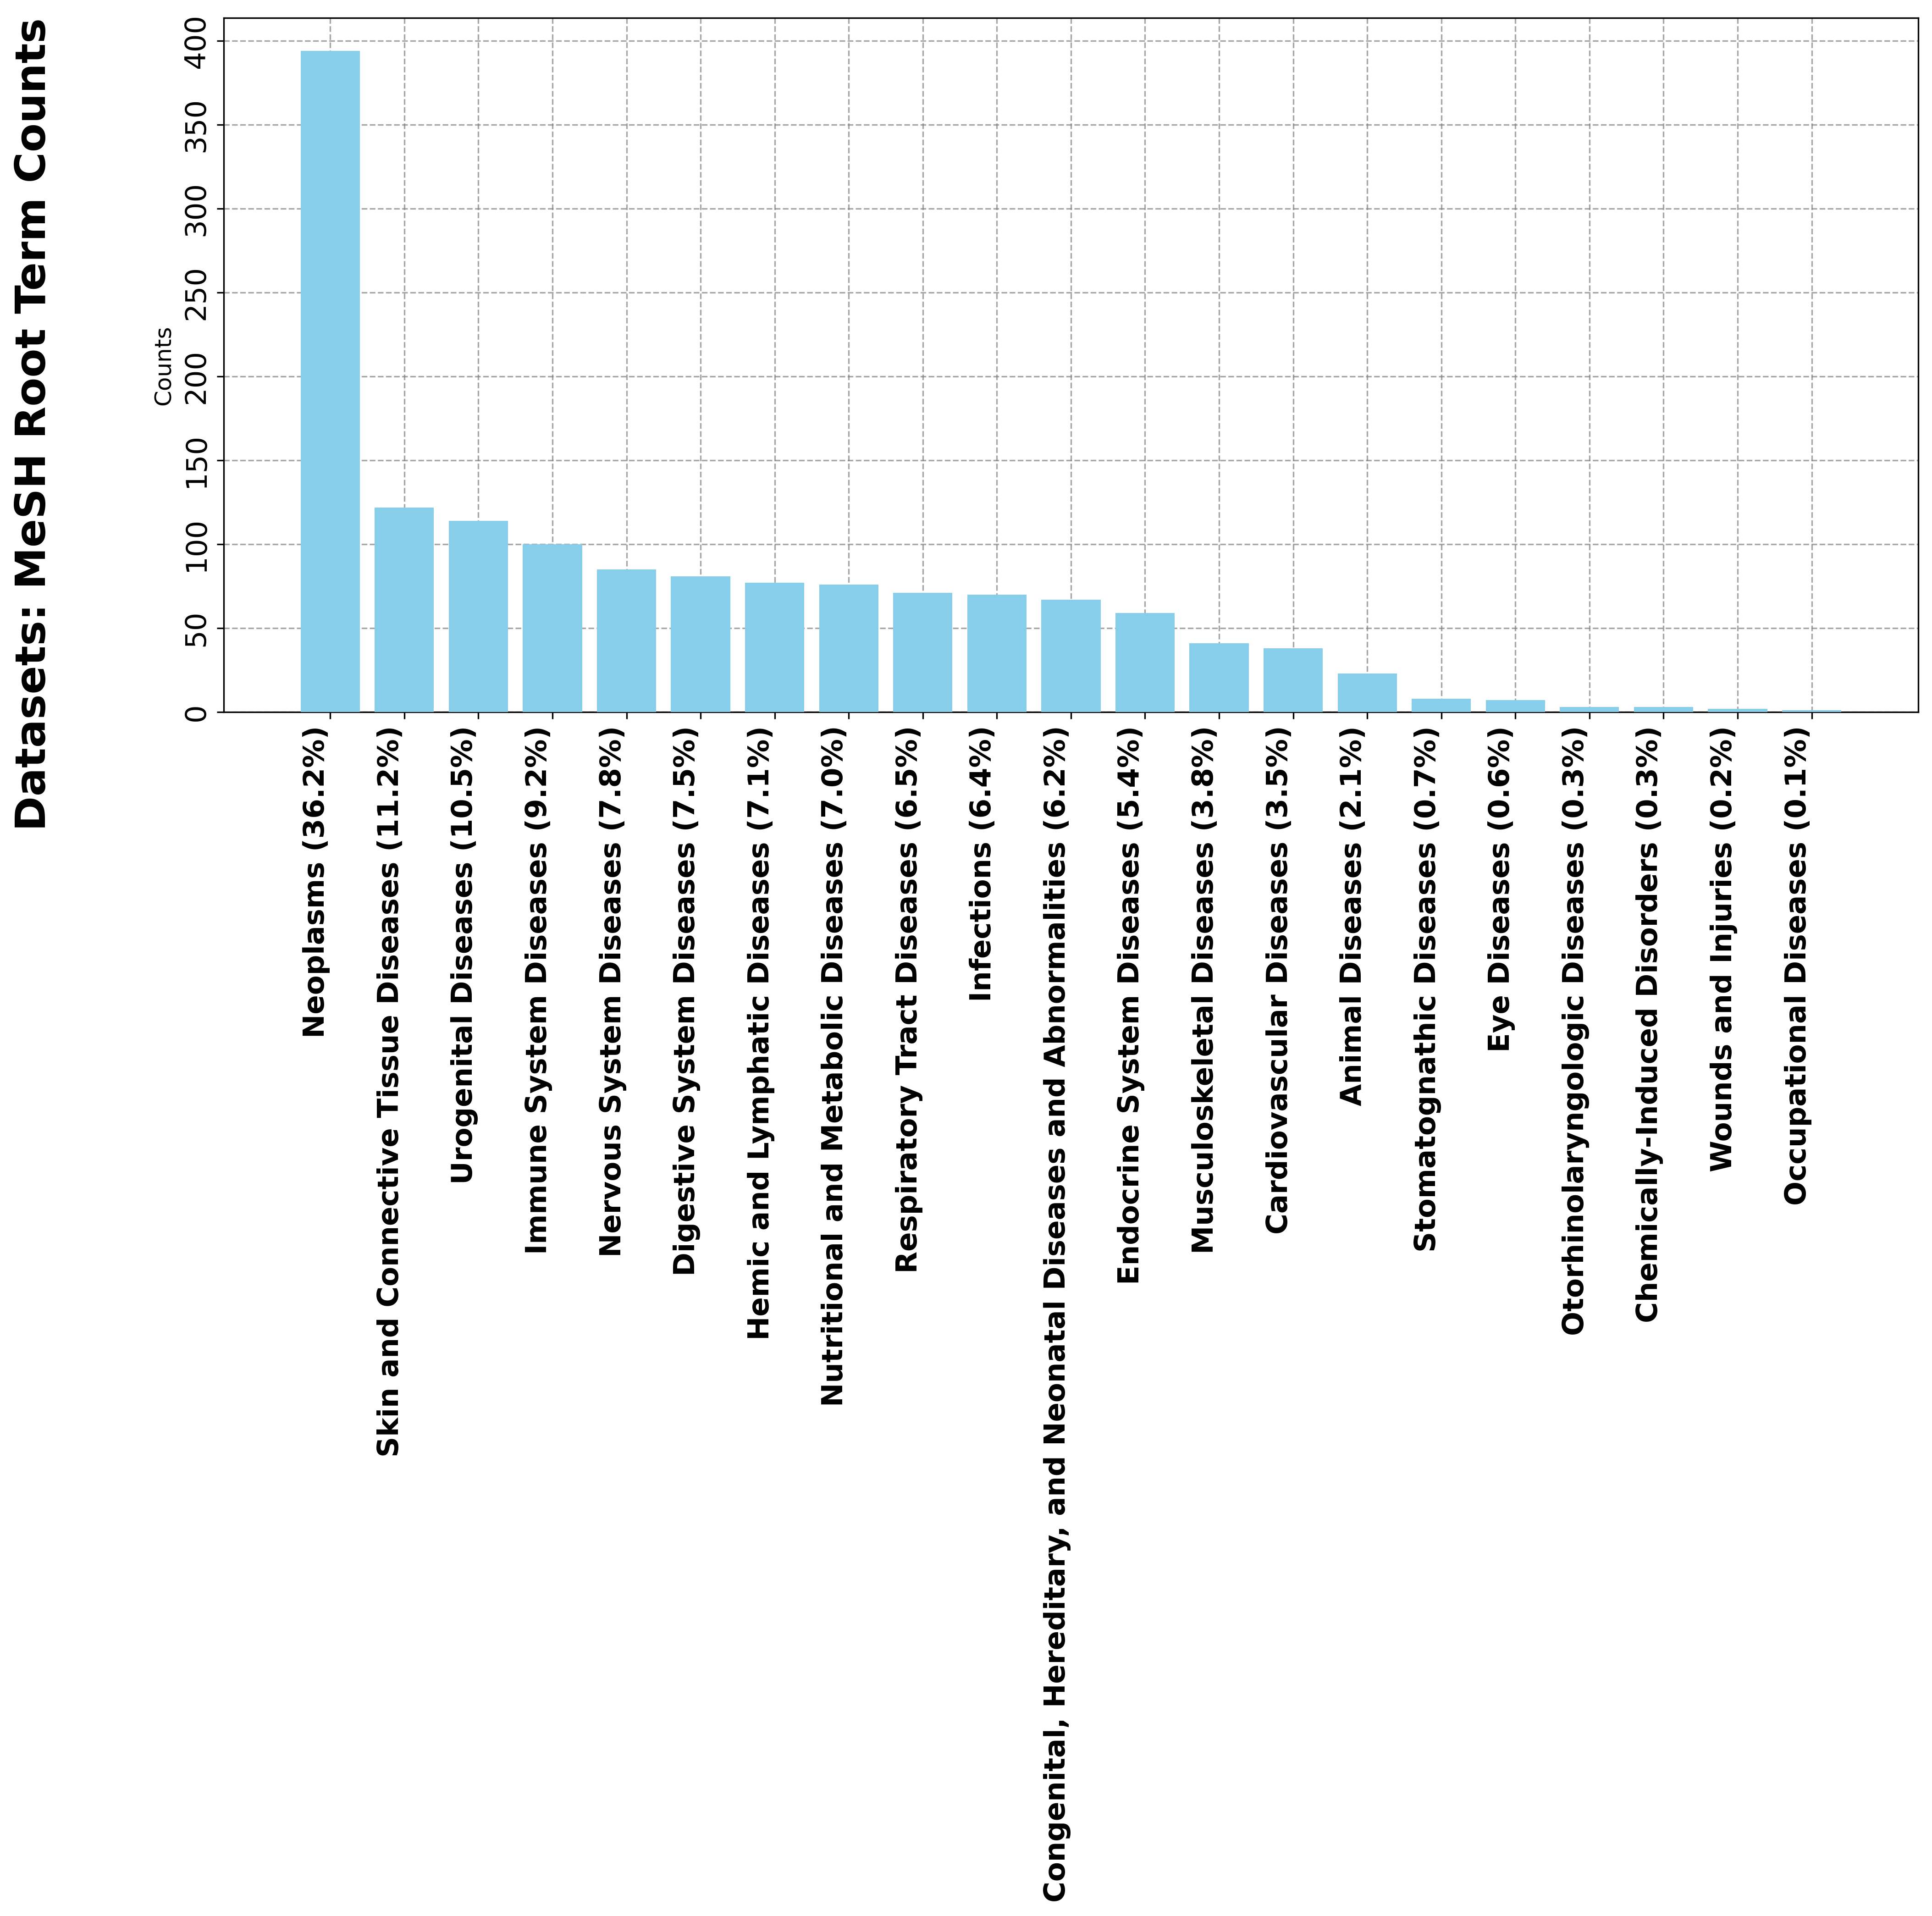 Datasets: MeSH Root Term Counts
Counts
400
350
300
250
200
150
100
50
0
Neoplasms (36.2%)
Skin and Connective Tissue Diseases (11.2%)
Urogenital Diseases (10.5%)
Immune System Diseases (9.2%)
Nervous System Diseases (7.8%)
Digestive System Diseases (7.5%)
Hemic and Lymphatic Diseases (7.1%)
Nutritional and Metabolic Diseases (7.0%)
Respiratory Tract Diseases (6.5%)
Infections (6.4%)
Congenital, Hereditary, and Neonatal Diseases and Abnormalities (6.2%)
Endocrine System Diseases (5.4%)
Musculoskeletal Diseases (3.8%)
Cardiovascular Diseases (3.5%)
Animal Diseases (2.1%)
Stomatognathic Diseases (0.7%)
Eye Diseases (0.6%)
Otorhinolaryngologic Diseases (0.3%)
Chemically-Induced Disorders (0.3%)
Wounds and Injuries (0.2%)
Occupational Diseases (0.1%)